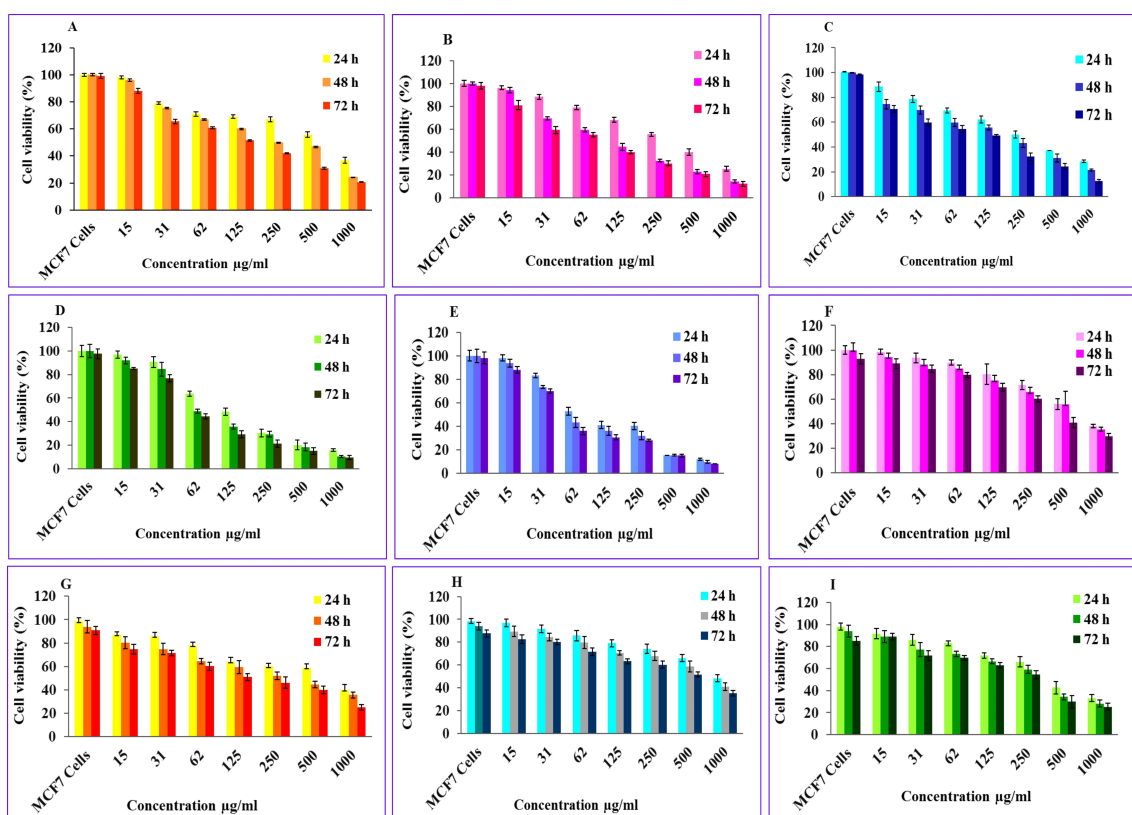 A
Cell viability (%)
120
100
80
60
40
20
0
24 h
48 h
72 h
MCF7 Cells
15
31
62
125
250
500
1000
Concentration µg/ml
B
Cell viability (%)
120
100
80
60
40
20
0
24 h
48 h
72 h
MCF7 Cells
15
31
62
125
250
500
1000
Concentration µg/ml
C
Cell viability (%)
120
100
80
60
40
20
0
24 h
48 h
72 h
MCF7 Cells
15
31
62
125
250
500
1000
Concentration µg/ml
D
Cell viability (%)
120
100
80
60
40
20
0
24 h
48 h
72 h
MCF7 Cells
15
31
62
125
250
500
1000
Concentration µg/ml
E
Cell viability (%)
120
100
80
60
40
20
0
24 h
48 h
72 h
MCF7 Cells
15
31
62
125
250
500
1000
Concentration µg/ml
F
Cell viability (%)
120
100
80
60
40
20
0
24 h
48 h
72 h
MCF7 Cells
15
31
62
125
250
500
1000
Concentration µg/ml
G
Cell viability (%)
120
100
80
60
40
20
0
24 h
48 h
72 h
MCF7 Cells
15
31
62
125
250
500
1000
Concentration µg/ml
H
Cell viability (%)
120
100
80
60
40
20
0
24 h
48 h
72 h
MCF7 Cells
15
31
62
125
250
500
1000
Concentration µg/ml
I
Cell viability (%)
120
100
80
60
40
20
0
24 h
48 h
72 h
MCF7 Cells
15
31
62
125
250
500
1000
Concentration µg/ml